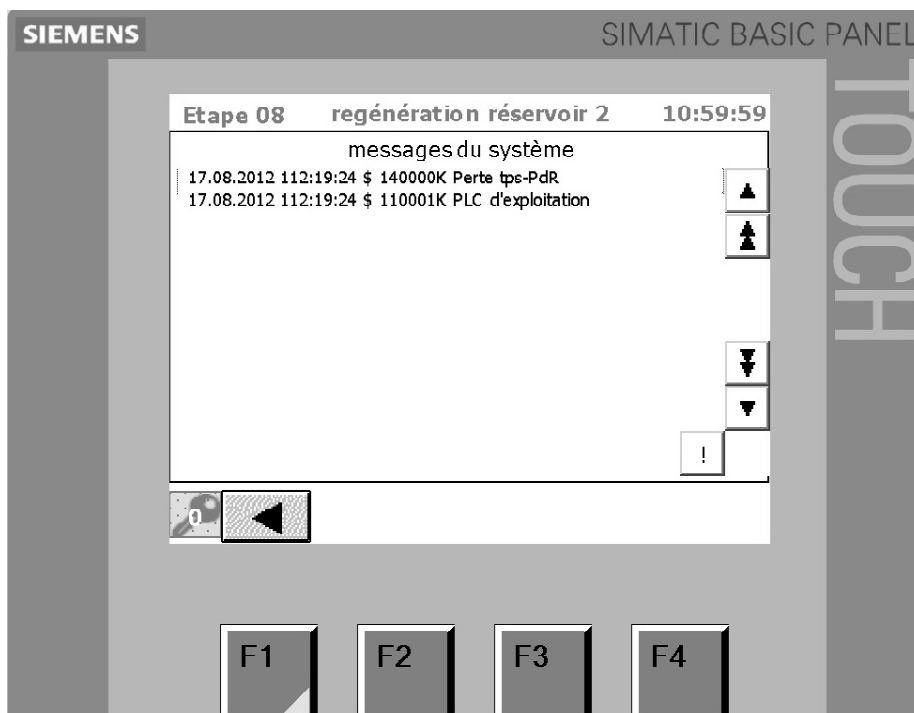 SIEMENS
SIMATIC BASIC PANEL
TOUCH
Etape 08 regénération réservoir 2 10:59:59
messages du système
17.08.2012 112:19:24 $ 140000K Perte tps-PdR
17.08.2012 112:19:24 $ 110001K PLC d'exploitation
!
0
F1 F2 F3 F4